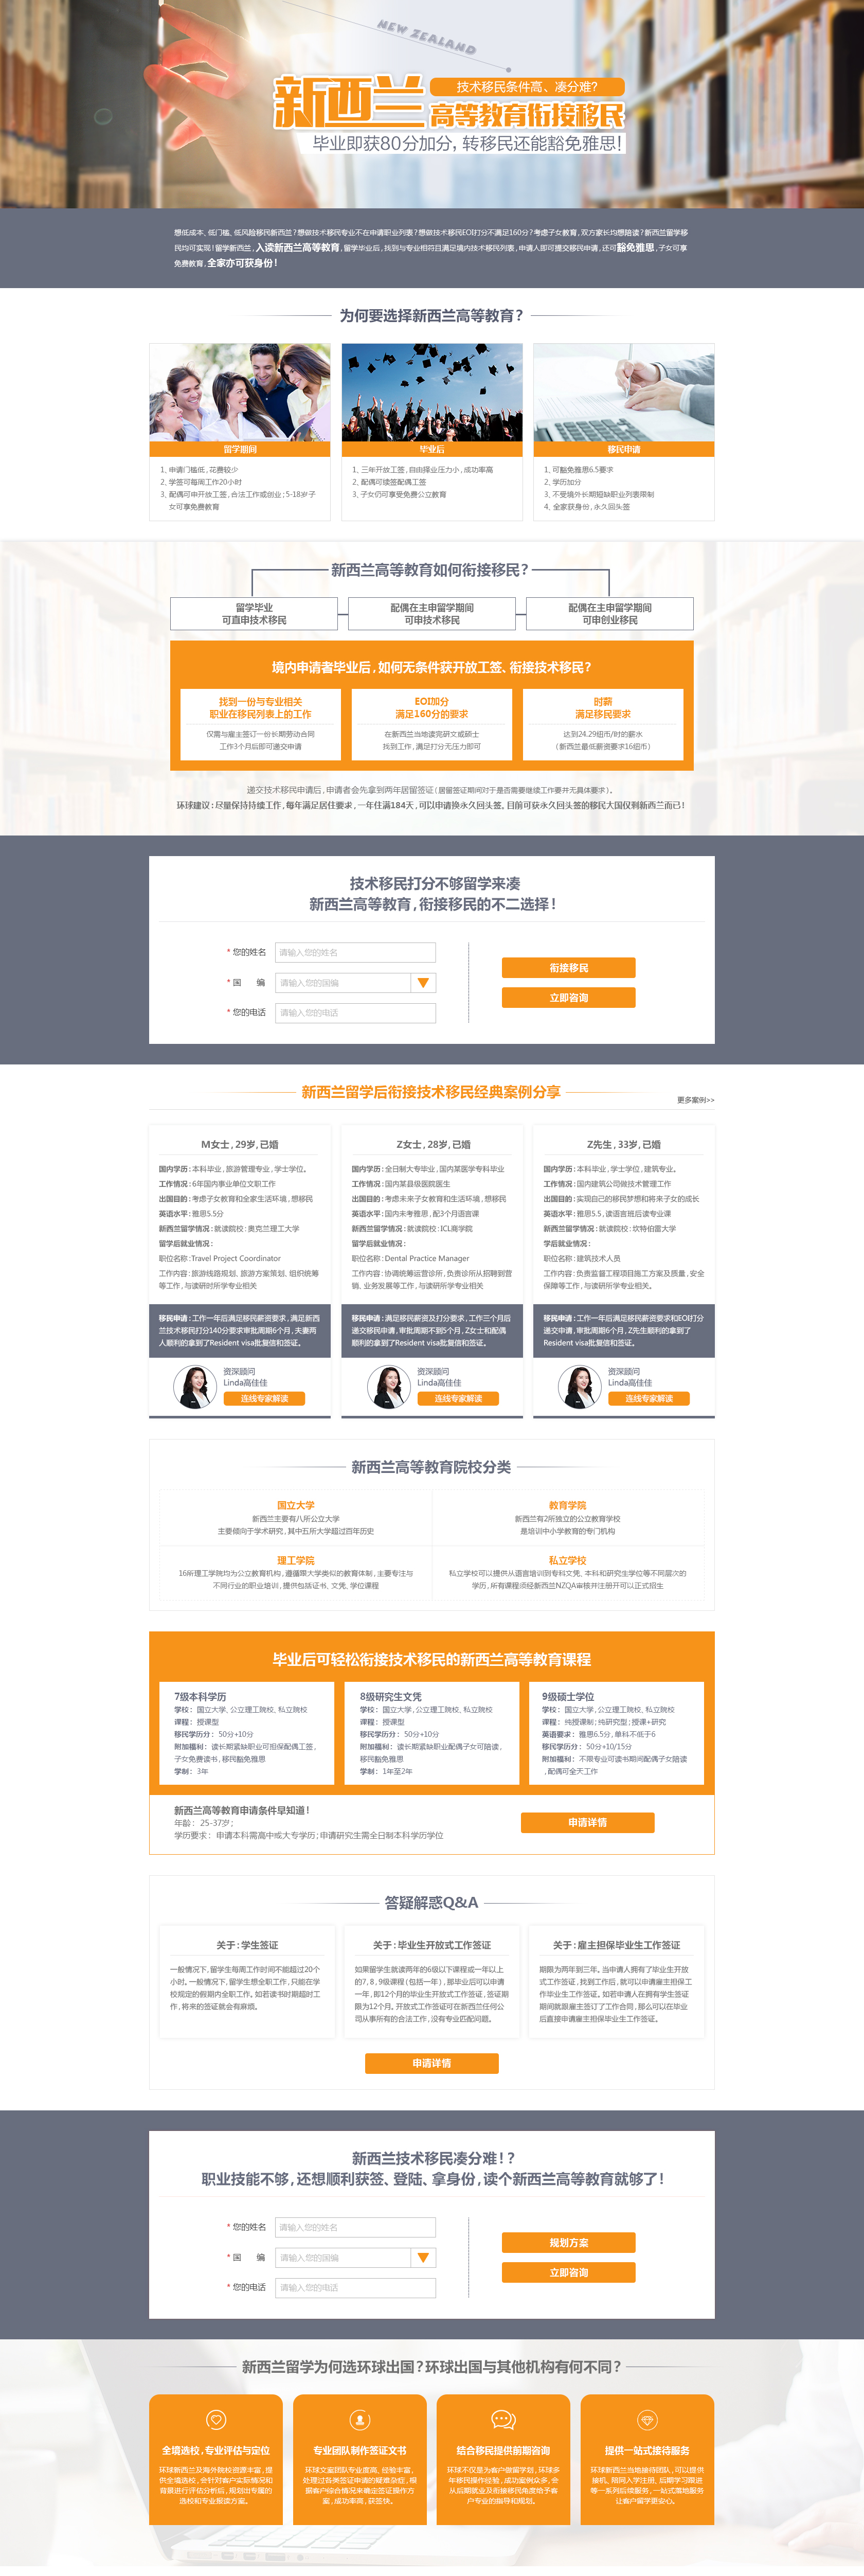 NEW ZEALAND
新西兰
技术移民条件高、凑分难?
高等教育衔接移民
毕业即获80分加分，转移民还能豁免雅思!
想低成本、低门槛、低风险移民新西兰?想做技术移民专业不在申请职业列表?想做技术移民EOI打分不满足160分?考虑子女教育,双方家长均想陪读?新西兰留学移
民均可实现!留学新西兰,入读新西兰高等教育,留学毕业后,找到与专业相符且满足境内技术移民列表,申请人即可提交移民申请,还可豁免雅思,子女可享
免费教育,全家亦可获身份!
为何要选择新西兰高等教育?
留学期间
1、申请门槛低,花费较少
2、学签可每周工作20小时
3、配偶可申开放工签,合法工作或创业;5-18岁子
女可享免费教育
毕业后
1、三年开放工签,自由择业压力小,成功率高
2、配偶可续签配偶工签
3、子女仍可享受免费公立教育
移民申请
1、可豁免雅思6.5要求
2、学历加分
3、不受境外长期短缺职业列表限制
4、全家获身份,永久回头签
新西兰高等教育如何衔接移民?
留学毕业
可直申技术移民
配偶在主申留学期间
可申技术移民
配偶在主申留学期间
可申创业移民
境内申请者毕业后,如何无条件获开放工签、衔接技术移民?
找到一份与专业相关
职业在移民列表上的工作
仅需与雇主签订一份长期劳动合同
工作3个月后即可递交申请
EOI加分
满足160分的要求
在新西兰当地读完研文或硕士
找到工作,满足打分无压力即可
时薪
满足移民要求
达到24.29纽币/时的薪水
(新西兰最低薪资要求16纽币)
递交技术移民申请后,申请者会先拿到两年居留签证(居留签证期间对于是否需要继续工作要并无具体要求)。
环球建议:尽量保持持续工作,每年满足居住要求,一年住满184天,可以申请换永久回头签。目前可获永久回头签的移民大国仅剩新西兰而已!
技术移民打分不够留学来凑
新西兰高等教育,衔接移民的不二选择!
* 您的姓名 请输入您的姓名
* 国 编 请输入您的国编
* 您的电话 请输入您的电话
衔接移民
立即咨询
新西兰留学后衔接技术移民经典案例分享
更多案例>>
M女士,29岁,已婚
国内学历:本科毕业,旅游管理专业,学士学位。
工作情况:6年国内事业单位文职工作
出国目的:考虑子女教育和全家生活环境,想移民
英语水平:雅思5.5分
新西兰留学情况:就读院校:奥克兰理工大学
留学后就业情况:
职位名称:Travel Project Coordinator
工作内容:旅游线路规划、旅游方案策划、组织统筹
等工作,与读研时所学专业相关
移民申请:工作一年后满足移民薪资要求,满足新西
兰技术移民打分140分要求审批周期6个月,夫妻两
人顺利的拿到了Resident visa批复信和签证。
资深顾问
Linda高佳佳
连线专家解读
Z女士,28岁,已婚
国内学历:全日制大专毕业,国内某医学专科毕业
工作情况:国内某县级医院医生
出国目的:考虑未来子女教育和生活环境,想移民
英语水平:国内未考雅思,配3个月语言课
新西兰留学情况:就读院校:ICL商学院
留学后就业情况:
职位名称:Dental Practice Manager
工作内容:协调统筹运营诊所,负责诊所从招聘到营
销、业务发展等工作,与读研所学专业相关
移民申请:满足移民薪资及打分要求,工作三个月后
递交移民申请,审批周期不到5个月,Z女士和配偶
顺利的拿到了Resident visa批复信和签证。
资深顾问
Linda高佳佳
连线专家解读
Z先生,33岁,已婚
国内学历:本科毕业,学士学位,建筑专业。
工作情况:国内建筑公司做技术管理工作
出国目的:实现自己的移民梦想和将来子女的成长
英语水平:雅思5.5,读语言班后读专业课
新西兰留学情况:就读院校:坎特伯雷大学
学后就业情况:
职位名称:建筑技术人员
工作内容:负责监督工程项目施工方案及质量,安全
保障等工作,与读研所学专业相关。
移民申请:工作一年后满足移民薪资要求和EOI打分
递交申请,审批周期6个月,Z先生顺利的拿到了
Resident visa批复信和签证。
资深顾问
Linda高佳佳
连线专家解读
新西兰高等教育院校分类
国立大学
新西兰主要有八所公立大学
主要倾向于学术研究,其中五所大学超过百年历史
教育学院
新西兰有2所独立的公立教育学校
是培训中小学教育的专门机构
理工学院
16所理工学院均为公立教育机构,遵循跟大学类似的教育体制,主要专注与
不同行业的职业培训,提供包括证书、文凭、学位课程
私立学校
私立学校可以提供从语言培训到专科文凭、本科和研究生学位等不同层次的
学历,所有课程须经新西兰NZQA审核并注册开可以正式招生
毕业后可轻松衔接技术移民的新西兰高等教育课程
7级本科学历
学校: 国立大学,公立理工院校、私立院校
课程: 授课型
移民学历分: 50分+10分
附加福利: 读长期紧缺职业可担保配偶工签,
子女免费读书,移民豁免雅思
学制: 3年
8级研究生文凭
学校: 国立大学,公立理工院校、私立院校
课程: 授课型
移民学历分: 50分+10分
附加福利: 读长期紧缺职业配偶子女可陪读,
移民豁免雅思
学制: 1年至2年
9级硕士学位
学校: 国立大学,公立理工院校、私立院校
课程: 纯授课制;纯研究型;授课+研究
英语要求: 雅思6.5分,单科不低于6
移民学历分: 50分+10/15分
附加福利: 不限专业可读书期间配偶子女陪读
,配偶可全天工作
新西兰高等教育申请条件早知道!
年龄: 25-37岁;
学历要求: 申请本科需高中或大专学历;申请研究生需全日制本科学历学位
申请详情
答疑解惑Q&A
关于:学生签证
一般情况下,留学生每周工作时间不能超过20个
小时。一般情况下,留学生想全职工作,只能在学
校规定的假期内全职工作。如若读书时期超时工
作,将来的签证就会有麻烦。
关于:毕业生开放式工作签证
如果留学生就读两年的6级以下课程或一年以上
的7,8,9级课程(包括一年),那毕业后可以申请
一年,即12个月的毕业生开放式工作签证,签证期
限为12个月。开放式工作签证可在新西兰任何公
司从事所有的合法工作,没有专业匹配问题。
关于:雇主担保毕业生工作签证
期限为两年到三年。当申请人拥有了毕业生开放
式工作签证,找到工作后,就可以申请雇主担保工
作毕业生工作签证。如若申请人在拥有学生签证
期间就跟雇主签订了工作合同,那么可以在毕业
后直接申请雇主担保毕业生工作签证。
申请详情
新西兰技术移民凑分难!?
职业技能不够,还想顺利获签、登陆、拿身份,读个新西兰高等教育就够了!
* 您的姓名 请输入您的姓名
* 国 编 请输入您的国编
* 您的电话 请输入您的电话
规划方案
立即咨询
新西兰留学为何选环球出国?环球出国与其他机构有何不同?
全境选校,专业评估与定位
环球新西兰及海外院校资源丰富,提
供全境选校,会针对客户实际情况和
背景进行评估分析后,规划出专属的
选校和专业报读方案。
专业团队制作签证文书
环球文案团队专业度高、经验丰富,
处理过各类签证申请的疑难杂症,根
据客户综合情况来确定签证操作方
案,成功率高,获签快。
结合移民提供前期咨询
环球不仅是为客户做留学划,环球多
年移民操作经验,成功案例众多,会
从后期就业及衔接移民角度给予客
户专业的指导和规划。
提供一站式接待服务
环球新西兰当地接待团队,可以提供
接机、陪同入学注册、后期学习跟进
等一系列后续服务,一站式落地服务
让客户留学更安心。